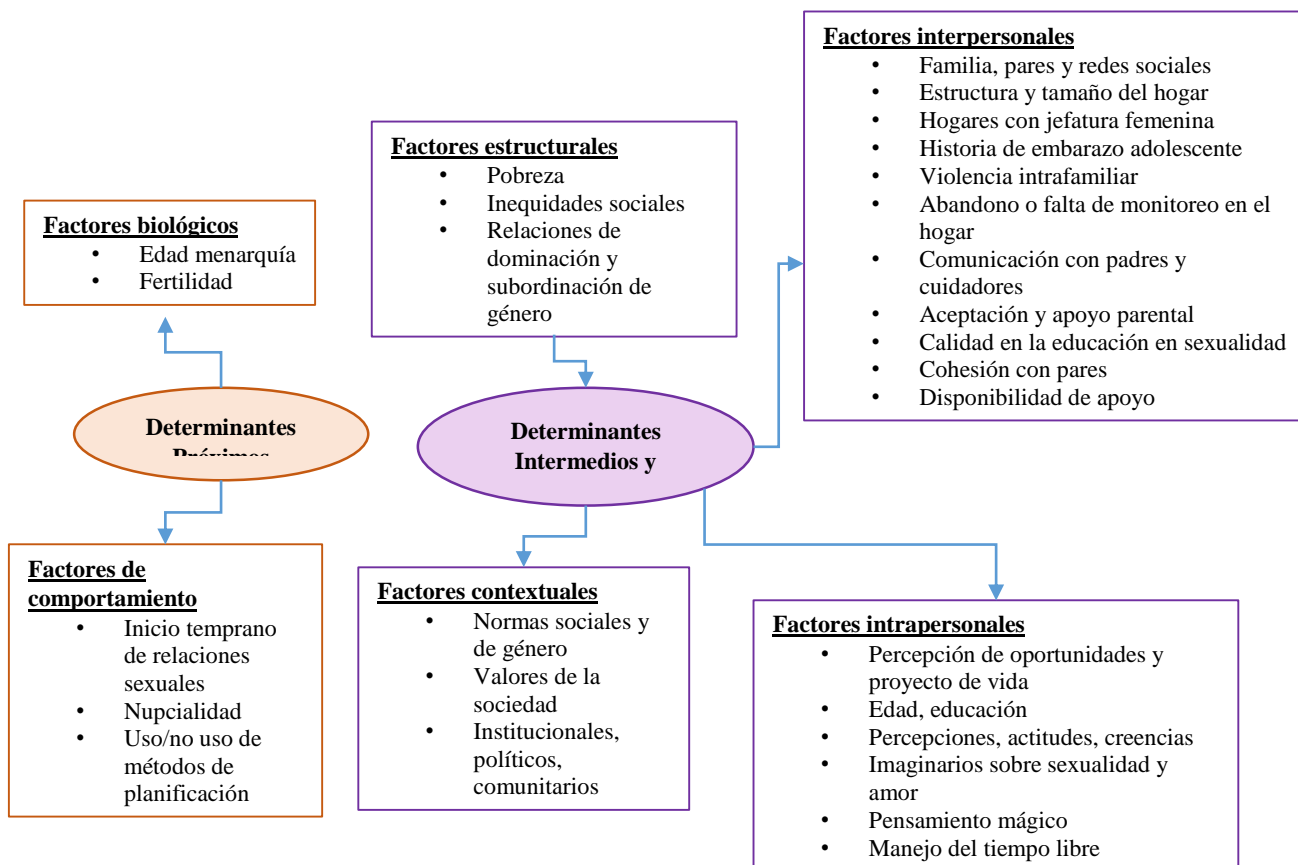 Factores interpersonales
• Familia, pares y redes sociales
• Estructura y tamaño del hogar
• Hogares con jefatura femenina
• Historia de embarazo adolescente
• Violencia intrafamiliar
• Abandono o falta de monitoreo en el
hogar
• Comunicación con padres y
cuidadores
• Aceptación y apoyo parental
• Calidad en la educación en sexualidad
• Cohesión con pares
• Disponibilidad de apoyo
Factores estructurales
• Pobreza
• Inequidades sociales
• Relaciones de
dominación y
subordinación de
género
Factores biológicos
• Edad menarquía
• Fertilidad
Determinantes
Próximos
Determinantes
Intermedios y
Factores de
comportamiento
• Inicio temprano
de relaciones
sexuales
• Nupcialidad
• Uso/no uso de
métodos de
planificación
Factores contextuales
• Normas sociales y
de género
• Valores de la
sociedad
• Institucionales,
políticos,
comunitarios
Factores intrapersonales
• Percepción de oportunidades y
proyecto de vida
• Edad, educación
• Percepciones, actitudes, creencias
• Imaginarios sobre sexualidad y
amor
• Pensamiento mágico
• Manejo del tiempo libre